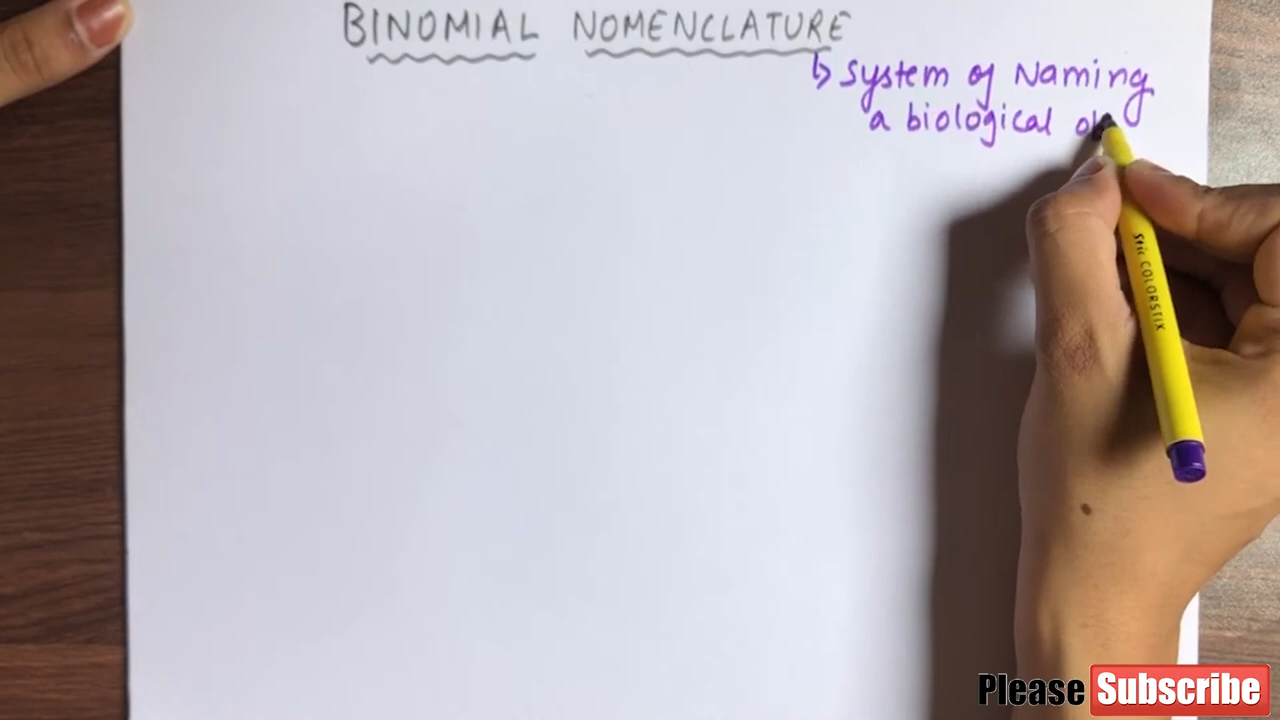 BINOMIAL NOMENCLATURE
↳ System of Naming
a biological
Stic COLORSTIX
Please Subscribe